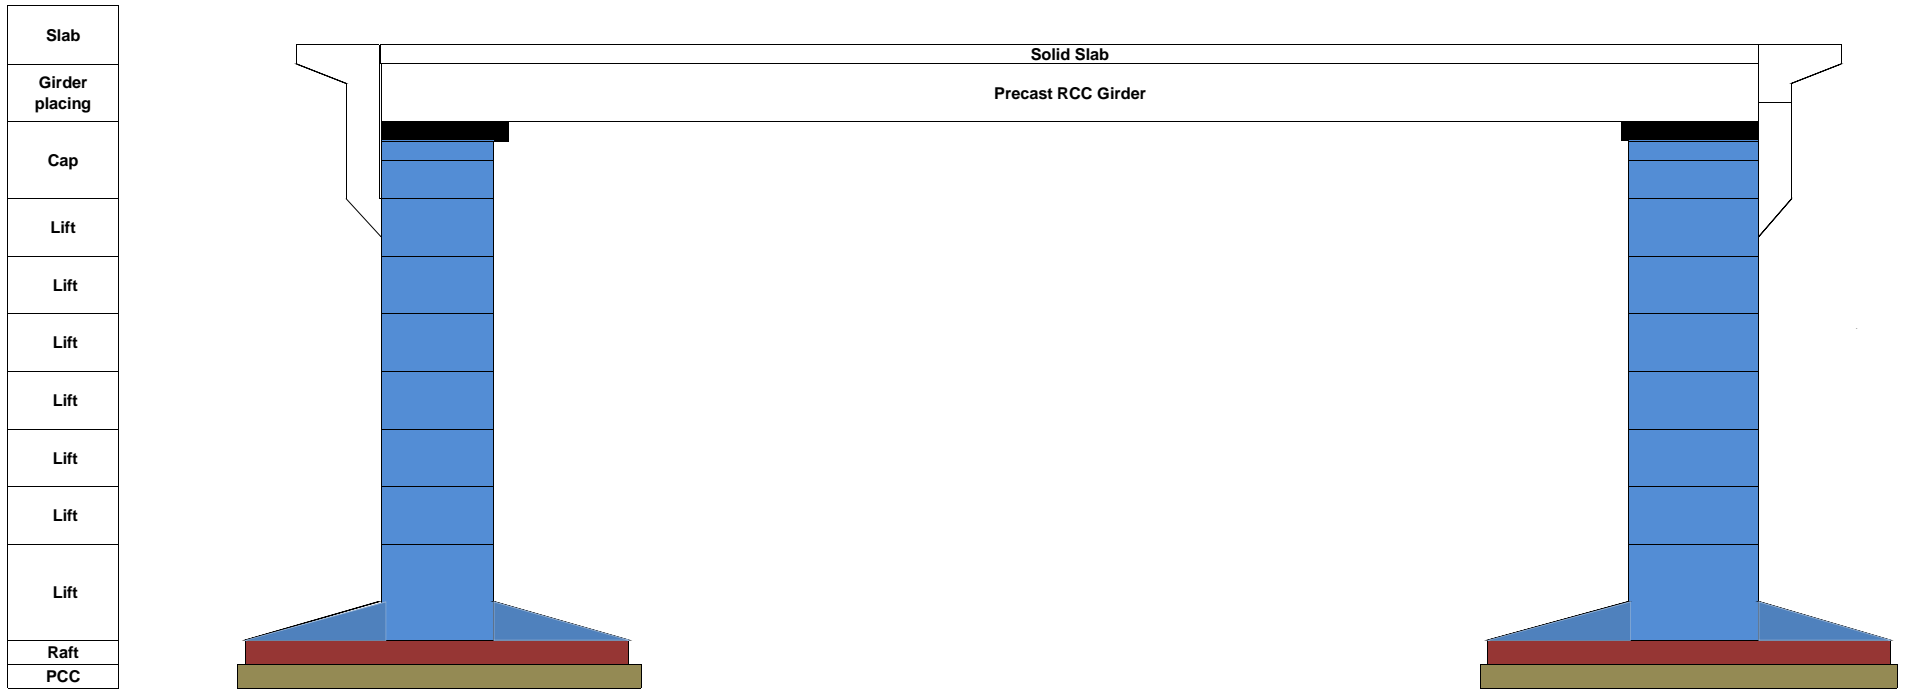 Slab
Girder
placing
Cap
Lift
Lift
Lift
Lift
Lift
Lift
Lift
Raft
PCC
Solid Slab
Precast RCC Girder